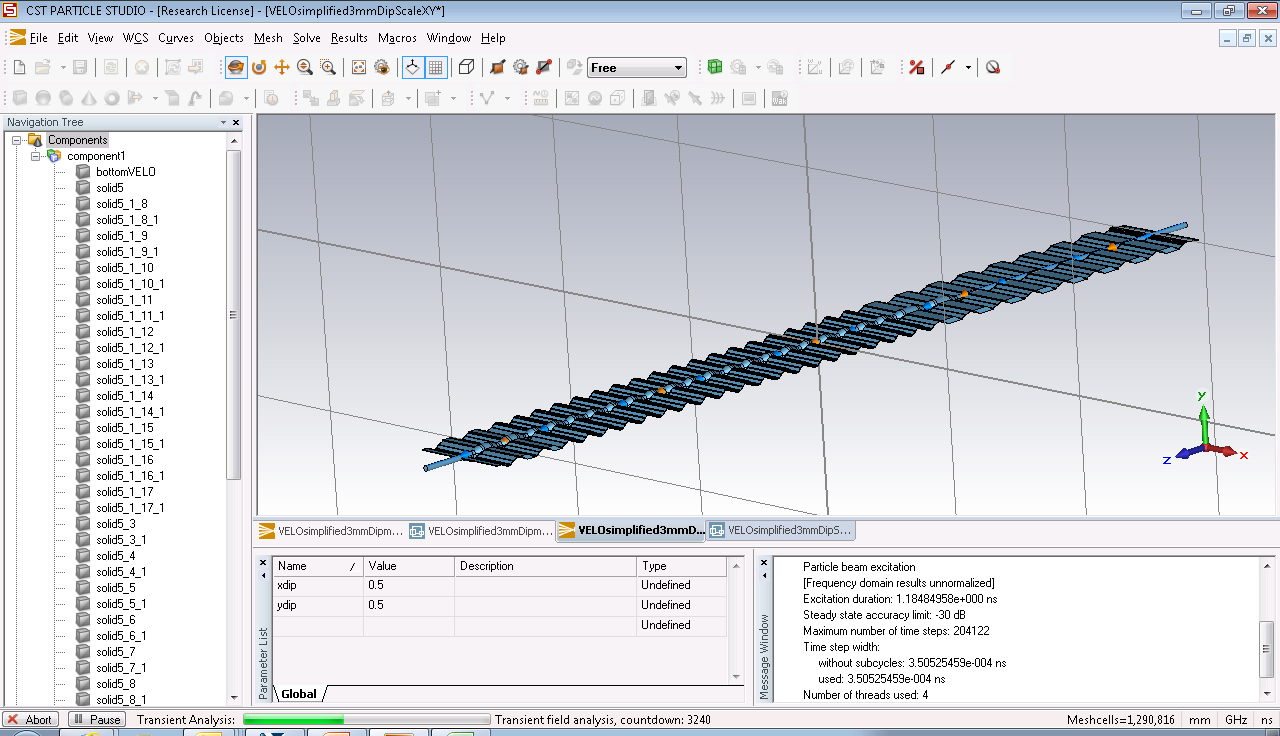 CST PARTICLE STUDIO - [Research License] - [VELOsimplified3mmDipScaleXY*]
File Edit View WCS Curves Objects Mesh Solve Results Macros Window Help
Free
Navigation Tree
Components
component1
bottomVELO
solid5
solid5_1_8
solid5_1_8_1
solid5_1_9
solid5_1_9_1
solid5_1_10
solid5_1_10_1
solid5_1_11
solid5_1_11_1
solid5_1_12
solid5_1_12_1
solid5_1_13
solid5_1_13_1
solid5_1_14
solid5_1_14_1
solid5_1_15
solid5_1_15_1
solid5_1_16
solid5_1_16_1
solid5_1_17
solid5_1_17_1
solid5_3
solid5_3_1
solid5_4
solid5_4_1
solid5_5
solid5_5_1
solid5_6
solid5_6_1
solid5_7
solid5_7_1
solid5_8
solid5_8_1
y
z x
VELOsimplified3mmDipm... VELOsimplified3mmDipm... VELOsimplified3mmD... VELOsimplified3mmDipS...
Parameter List
Name / Value Description Type
xdip 0.5 Undefined
ydip 0.5 Undefined
Undefined
Global
Message Window
Particle beam excitation
[Frequency domain results unnormalized]
Excitation duration: 1.18484958e+000 ns
Steady state accuracy limit: -30 dB
Maximum number of time steps: 204122
Time step width:
without subcycles: 3.50525459e-004 ns
used: 3.50525459e-004 ns
Number of threads used: 4
Abort Pause Transient Analysis: Transient field analysis, countdown: 3240 Meshcells=1,290,816 mm GHz ns